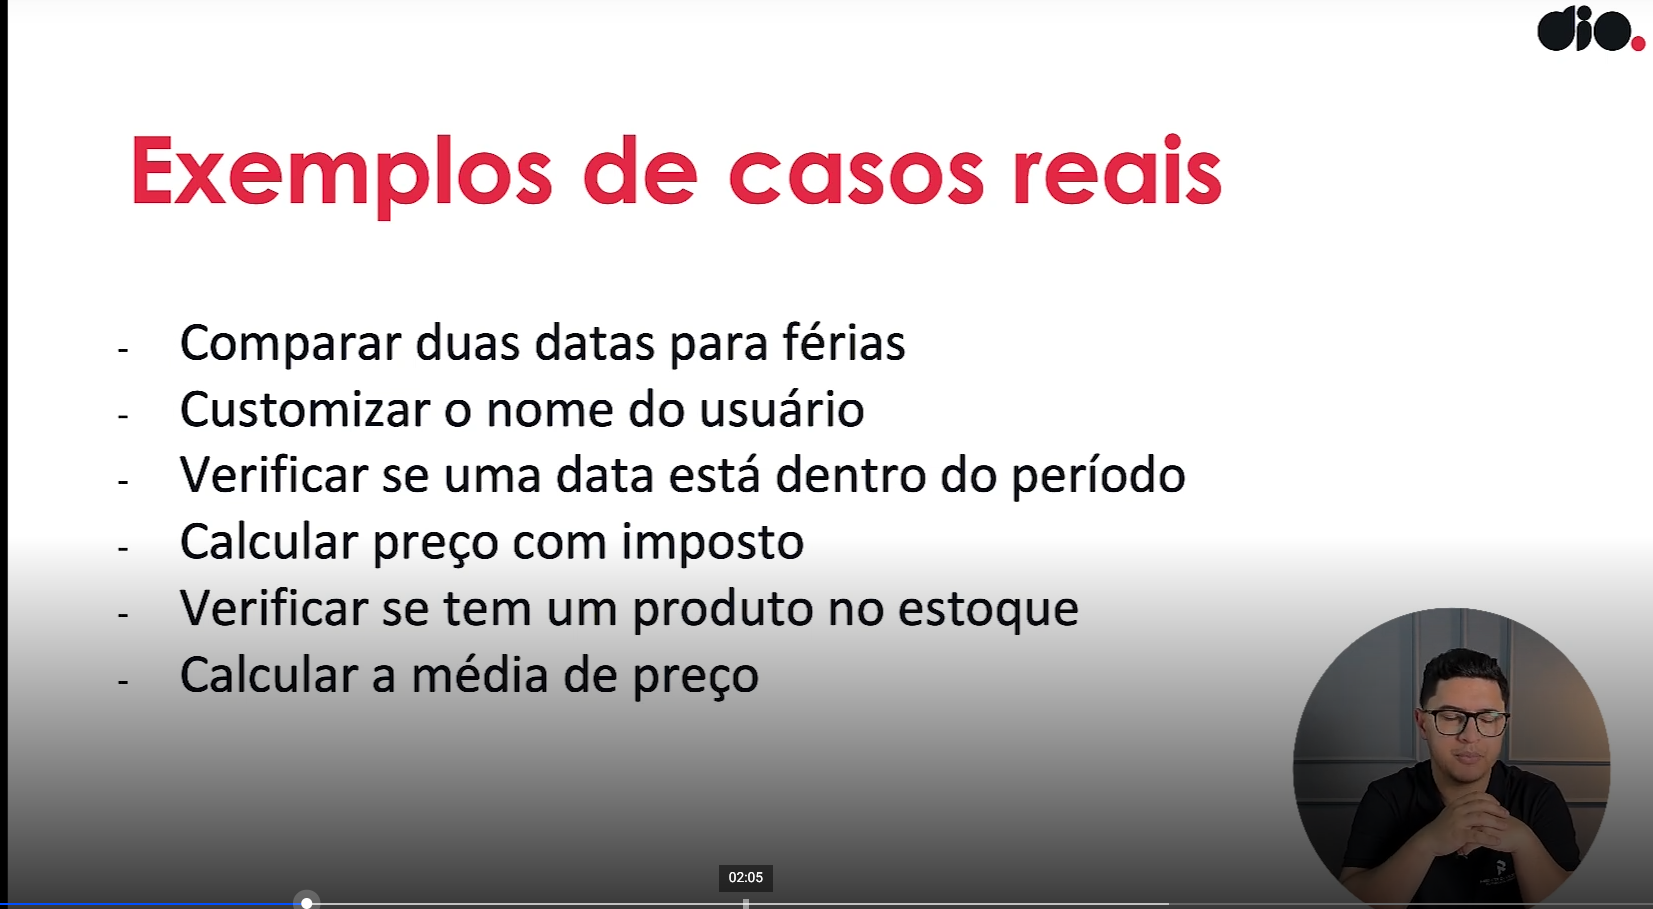 dio.
Exemplos de casos reais
- Comparar duas datas para férias
- Customizar o nome do usuário
- Verificar se uma data está dentro do período
- Calcular preço com imposto
- Verificar se tem um produto no estoque
- Calcular a média de preço
02:05